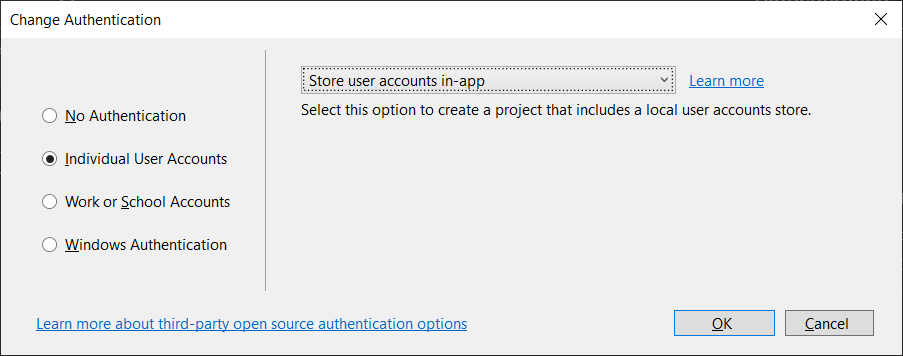 Change Authentication
No Authentication
Individual User Accounts
Work or School Accounts
Windows Authentication
Store user accounts in-app
Learn more
Select this option to create a project that includes a local user accounts store.
Learn more about third-party open source authentication options
OK
Cancel